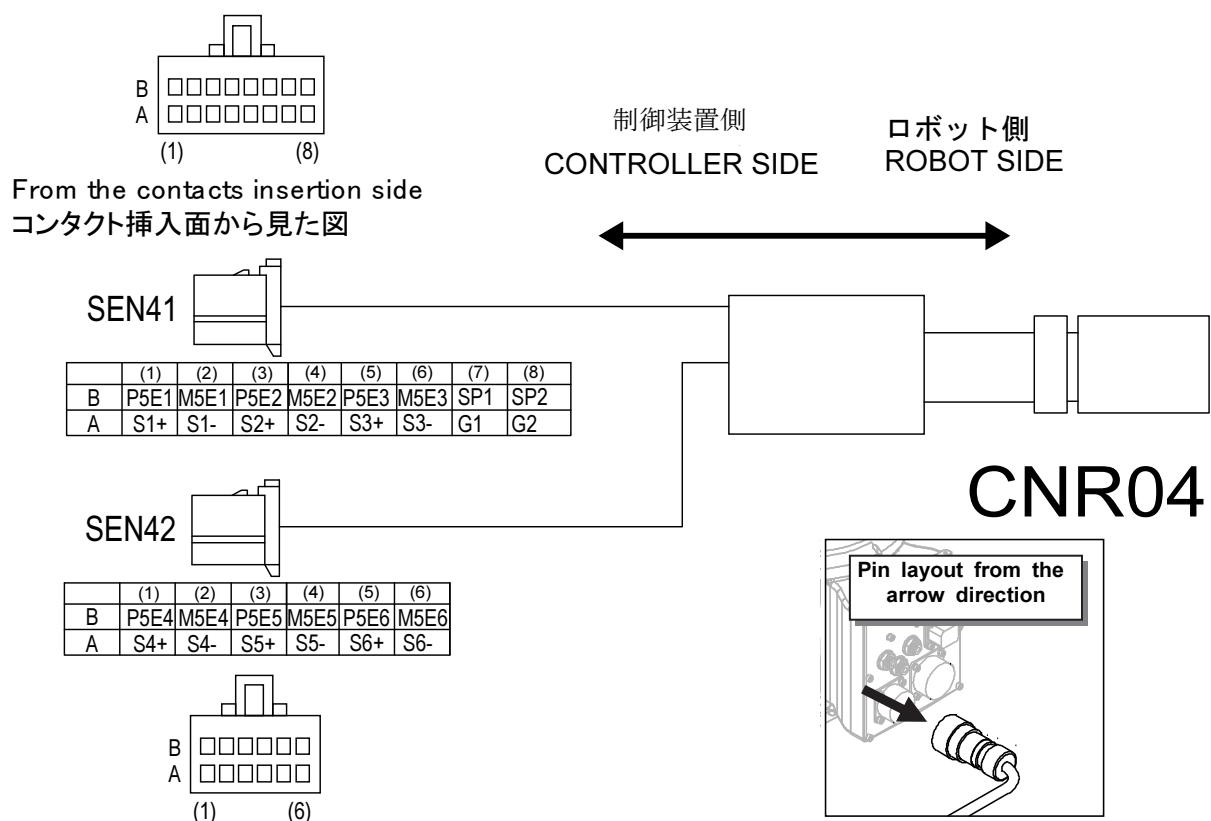 B
A
(1) (8)
From the contacts insertion side
コンタクト挿入面から見た図
制御装置側
CONTROLLER SIDE
ロボット側
ROBOT SIDE
SEN41
(1) (2) (3) (4) (5) (6) (7) (8)
B P5E1 M5E1 P5E2 M5E2 P5E3 M5E3 SP1 SP2
A S1+ S1- S2+ S2- S3+ S3- G1 G2
CNR04
SEN42
(1) (2) (3) (4) (5) (6)
B P5E4 M5E4 P5E5 M5E5 P5E6 M5E6
A S4+ S4- S5+ S5- S6+ S6-
B
A
(1) (6)
Pin layout from the
arrow direction